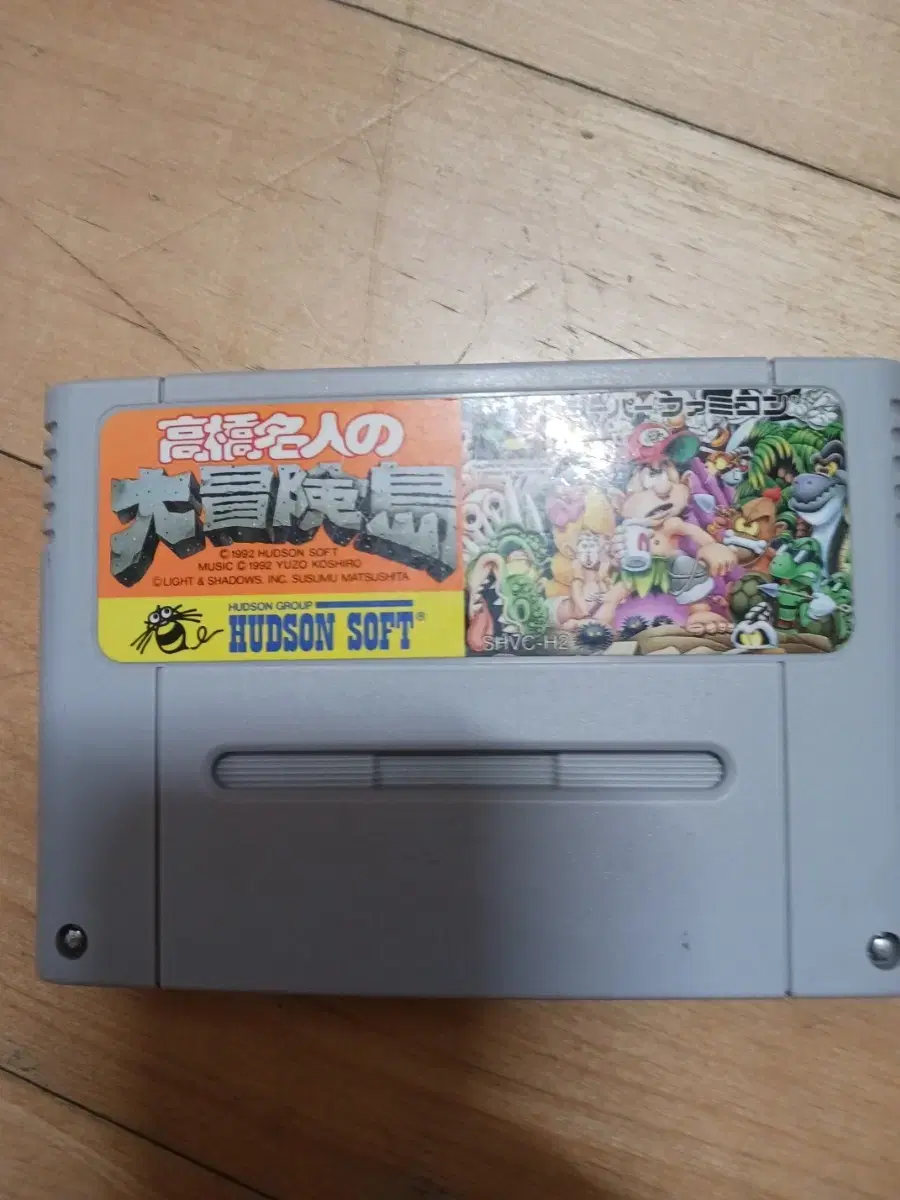 高橋名人の
大冒険島
© 1992 HUDSON SOFT
MUSIC © 1992 YUZO KOSHIRO
© LIGHT & SHADOWS, INC. SUSUMU MATSUSHITA
HUDSON GROUP
HUDSON SOFT®
ーパーファミコン
SHVC-H2